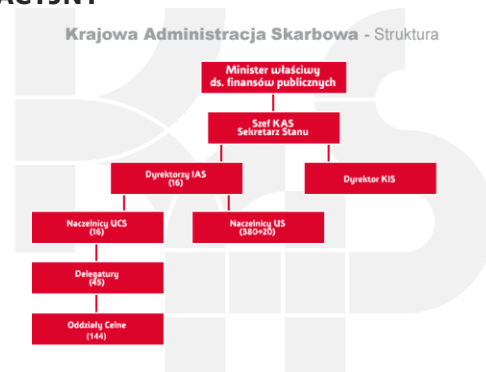 ACYJNY
Krajowa Administracja Skarbowa - Struktura
Minister właściwy
ds. finansów publicznych
Szef KAS
Sekretarz Stanu
Dyrektorzy IAS
(16)
Dyrektor KIS
Naczelnicy UCS
(16)
Naczelnicy US
(380+20)
Delegatury
(45)
Oddziały Celne
(144)